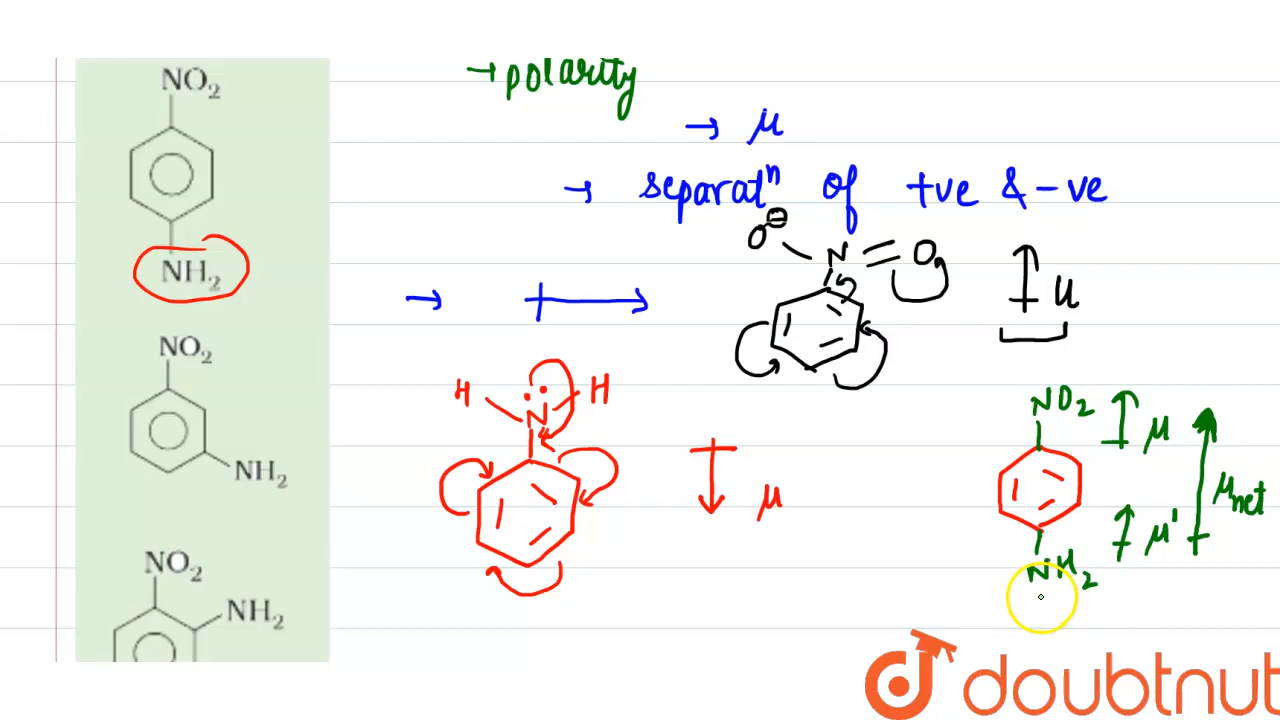 NO2
NH2
NO2
NH2
NO2
NH2
→ polarity
→ μ
→ separatⁿ of +ve & -ve
O⊖ N O
→
μ
H N H
μ
NO2 μ
μ' μnet
NH2
doubtnut